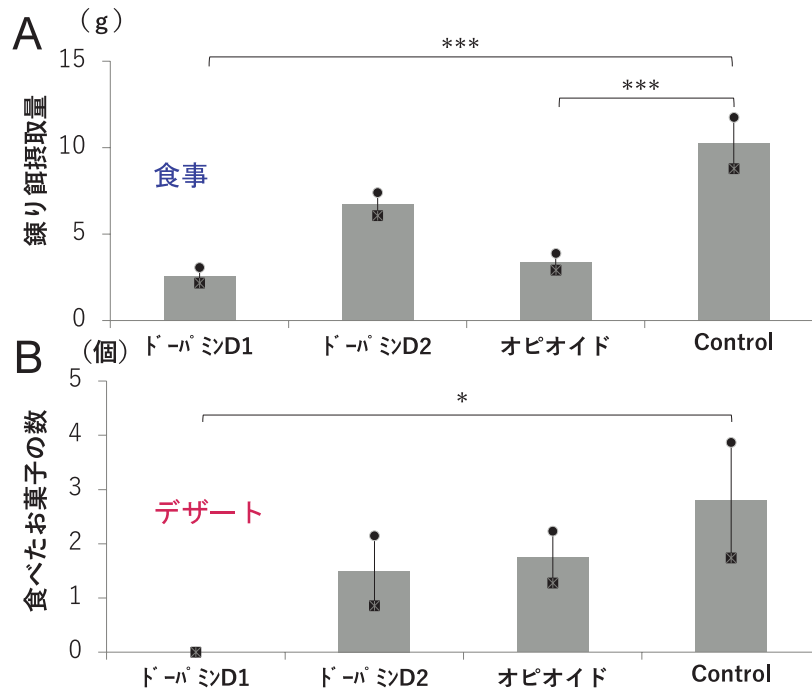 A
（g）
***
***
15
10
5
0
錬り餌摂取量
食事
ﾄﾞｰﾊﾟﾐﾝD1
ﾄﾞｰﾊﾟﾐﾝD2
オピオイド
Control
B
（個）
*
5
4
3
2
1
0
食べたお菓子の数
デザート
ﾄﾞｰﾊﾟﾐﾝD1
ﾄﾞｰﾊﾟﾐﾝD2
オピオイド
Control